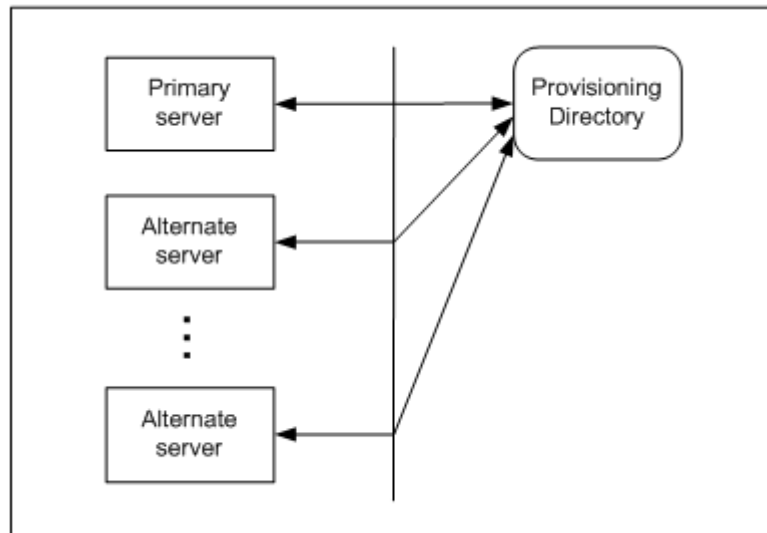 Primary
server
Provisioning
Directory
Alternate
server
Alternate
server